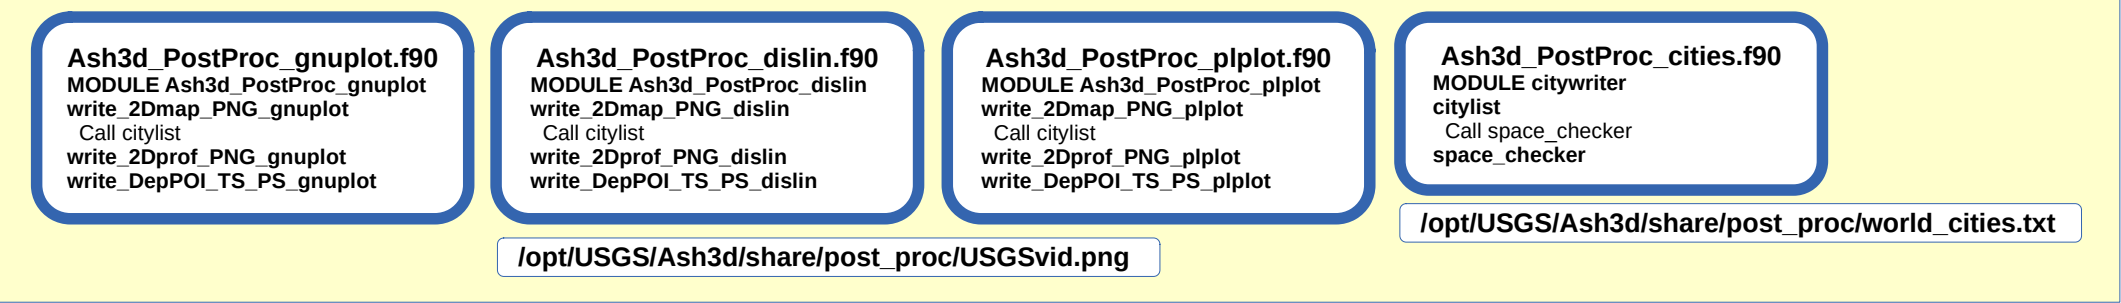 Ash3d_PostProc_gnuplot.f90
MODULE Ash3d_PostProc_gnuplot
write_2Dmap_PNG_gnuplot
Call citylist
write_2Dprof_PNG_gnuplot
write_DepPOI_TS_PS_gnuplot
Ash3d_PostProc_dislin.f90
MODULE Ash3d_PostProc_dislin
write_2Dmap_PNG_dislin
Call citylist
write_2Dprof_PNG_dislin
write_DepPOI_TS_PS_dislin
/opt/USGS/Ash3d/share/post_proc/USGSvid.png
Ash3d_PostProc_plplot.f90
MODULE Ash3d_PostProc_plplot
write_2Dmap_PNG_plplot
Call citylist
write_2Dprof_PNG_plplot
write_DepPOI_TS_PS_plplot
Ash3d_PostProc_cities.f90
MODULE citywriter
citylist
Call space_checker
space_checker
/opt/USGS/Ash3d/share/post_proc/world_cities.txt